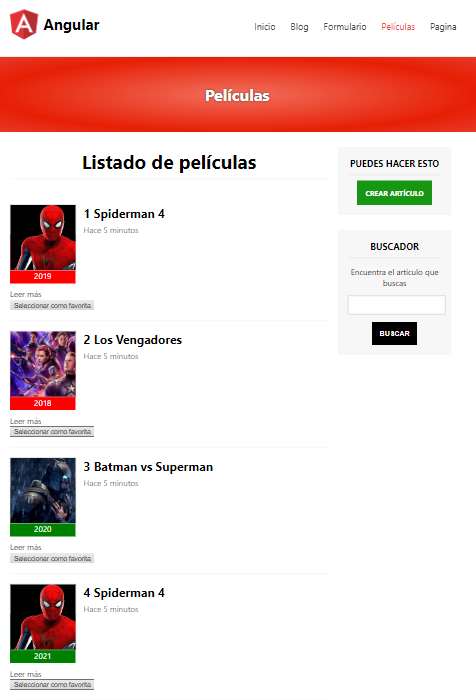 Angular
Inicio Blog Formulario Películas Pagina
Películas
Listado de películas
1 Spiderman 4
Hace 5 minutos
2019
Leer más
Seleccionar como favorita
2 Los Vengadores
Hace 5 minutos
2018
Leer más
Seleccionar como favorita
3 Batman vs Superman
Hace 5 minutos
2020
Leer más
Seleccionar como favorita
4 Spiderman 4
Hace 5 minutos
2021
Leer más
Seleccionar como favorita
PUEDES HACER ESTO
CREAR ARTÍCULO
BUSCADOR
Encuentra el artículo que
buscas
BUSCAR